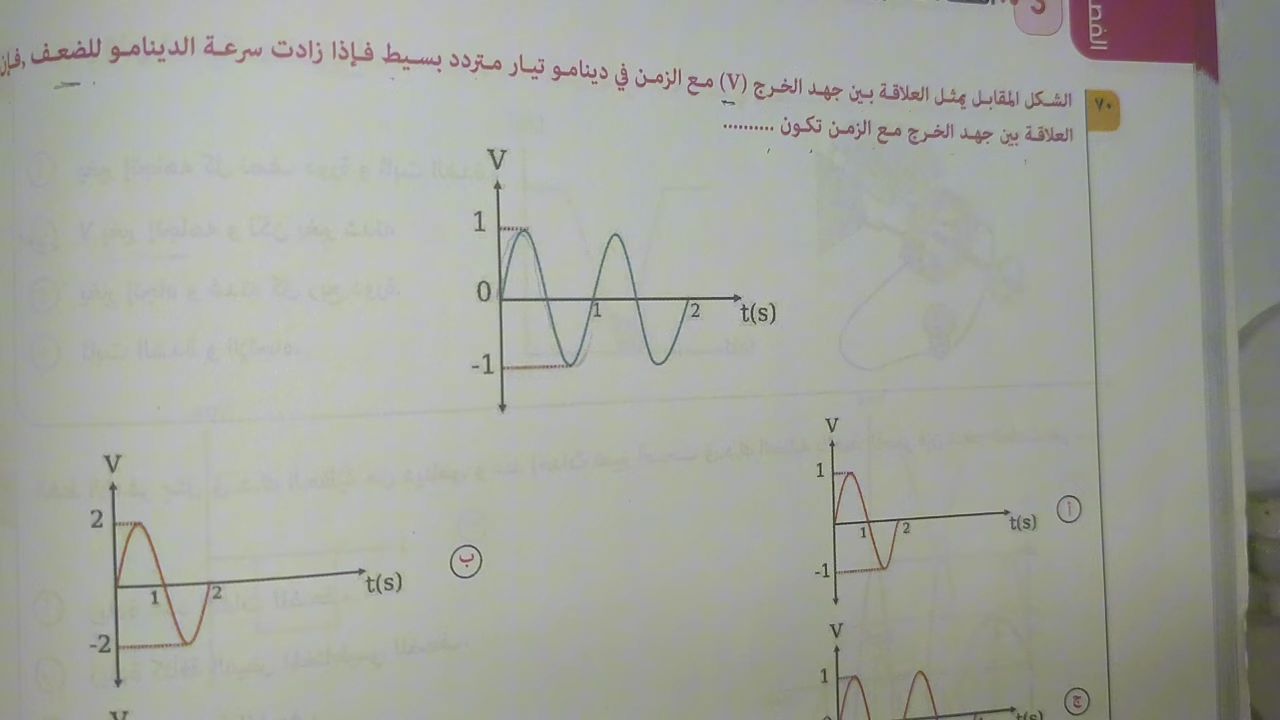 3
الفص
٧٠
الشكل المقابل يمثل العلاقة بين جهد الخرج (V) مع الزمن في دينامو تيار متردد بسيط فإذا زادت سرعة الدينامو للضعف ,فإن
العلاقة بين جهد الخرج مع الزمن تكون ..........
V
1
0
1
2
t(s)
-1
أ
V
1
1
2
t(s)
-1
ب
V
2
1
2
t(s)
-2
ج
V
1
t(s)
V